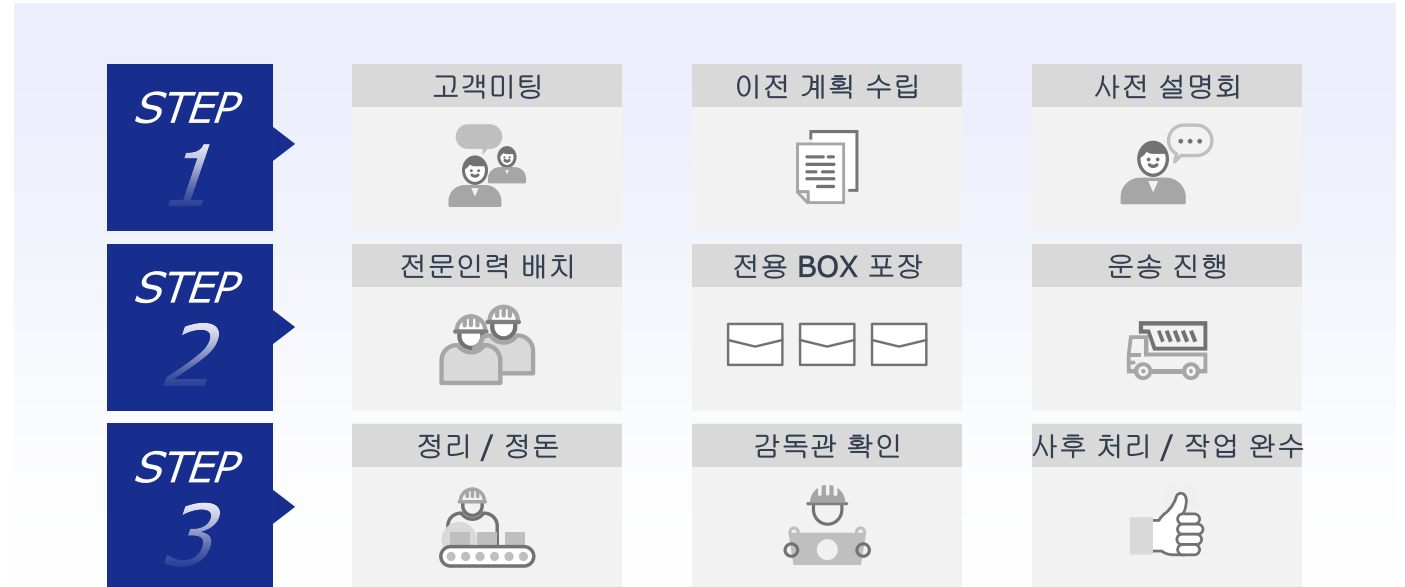 STEP
1
고객미팅
이전 계획 수립
사전 설명회
STEP
2
전문인력 배치
전용 BOX 포장
운송 진행
STEP
3
정리 / 정돈
감독관 확인
사후 처리 / 작업 완수